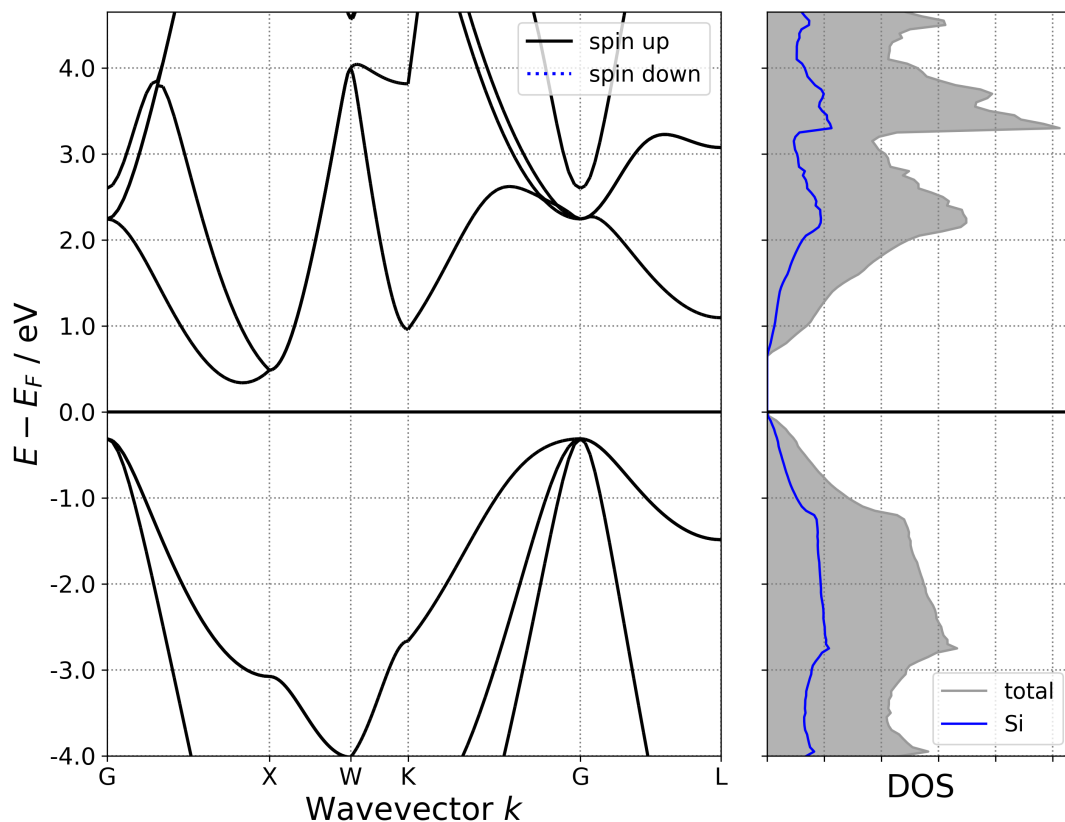 E − E_F / eV
4.0
3.0
2.0
1.0
0.0
-1.0
-2.0
-3.0
-4.0
G X W K G L
Wavevector k
spin up
spin down
total
Si
DOS